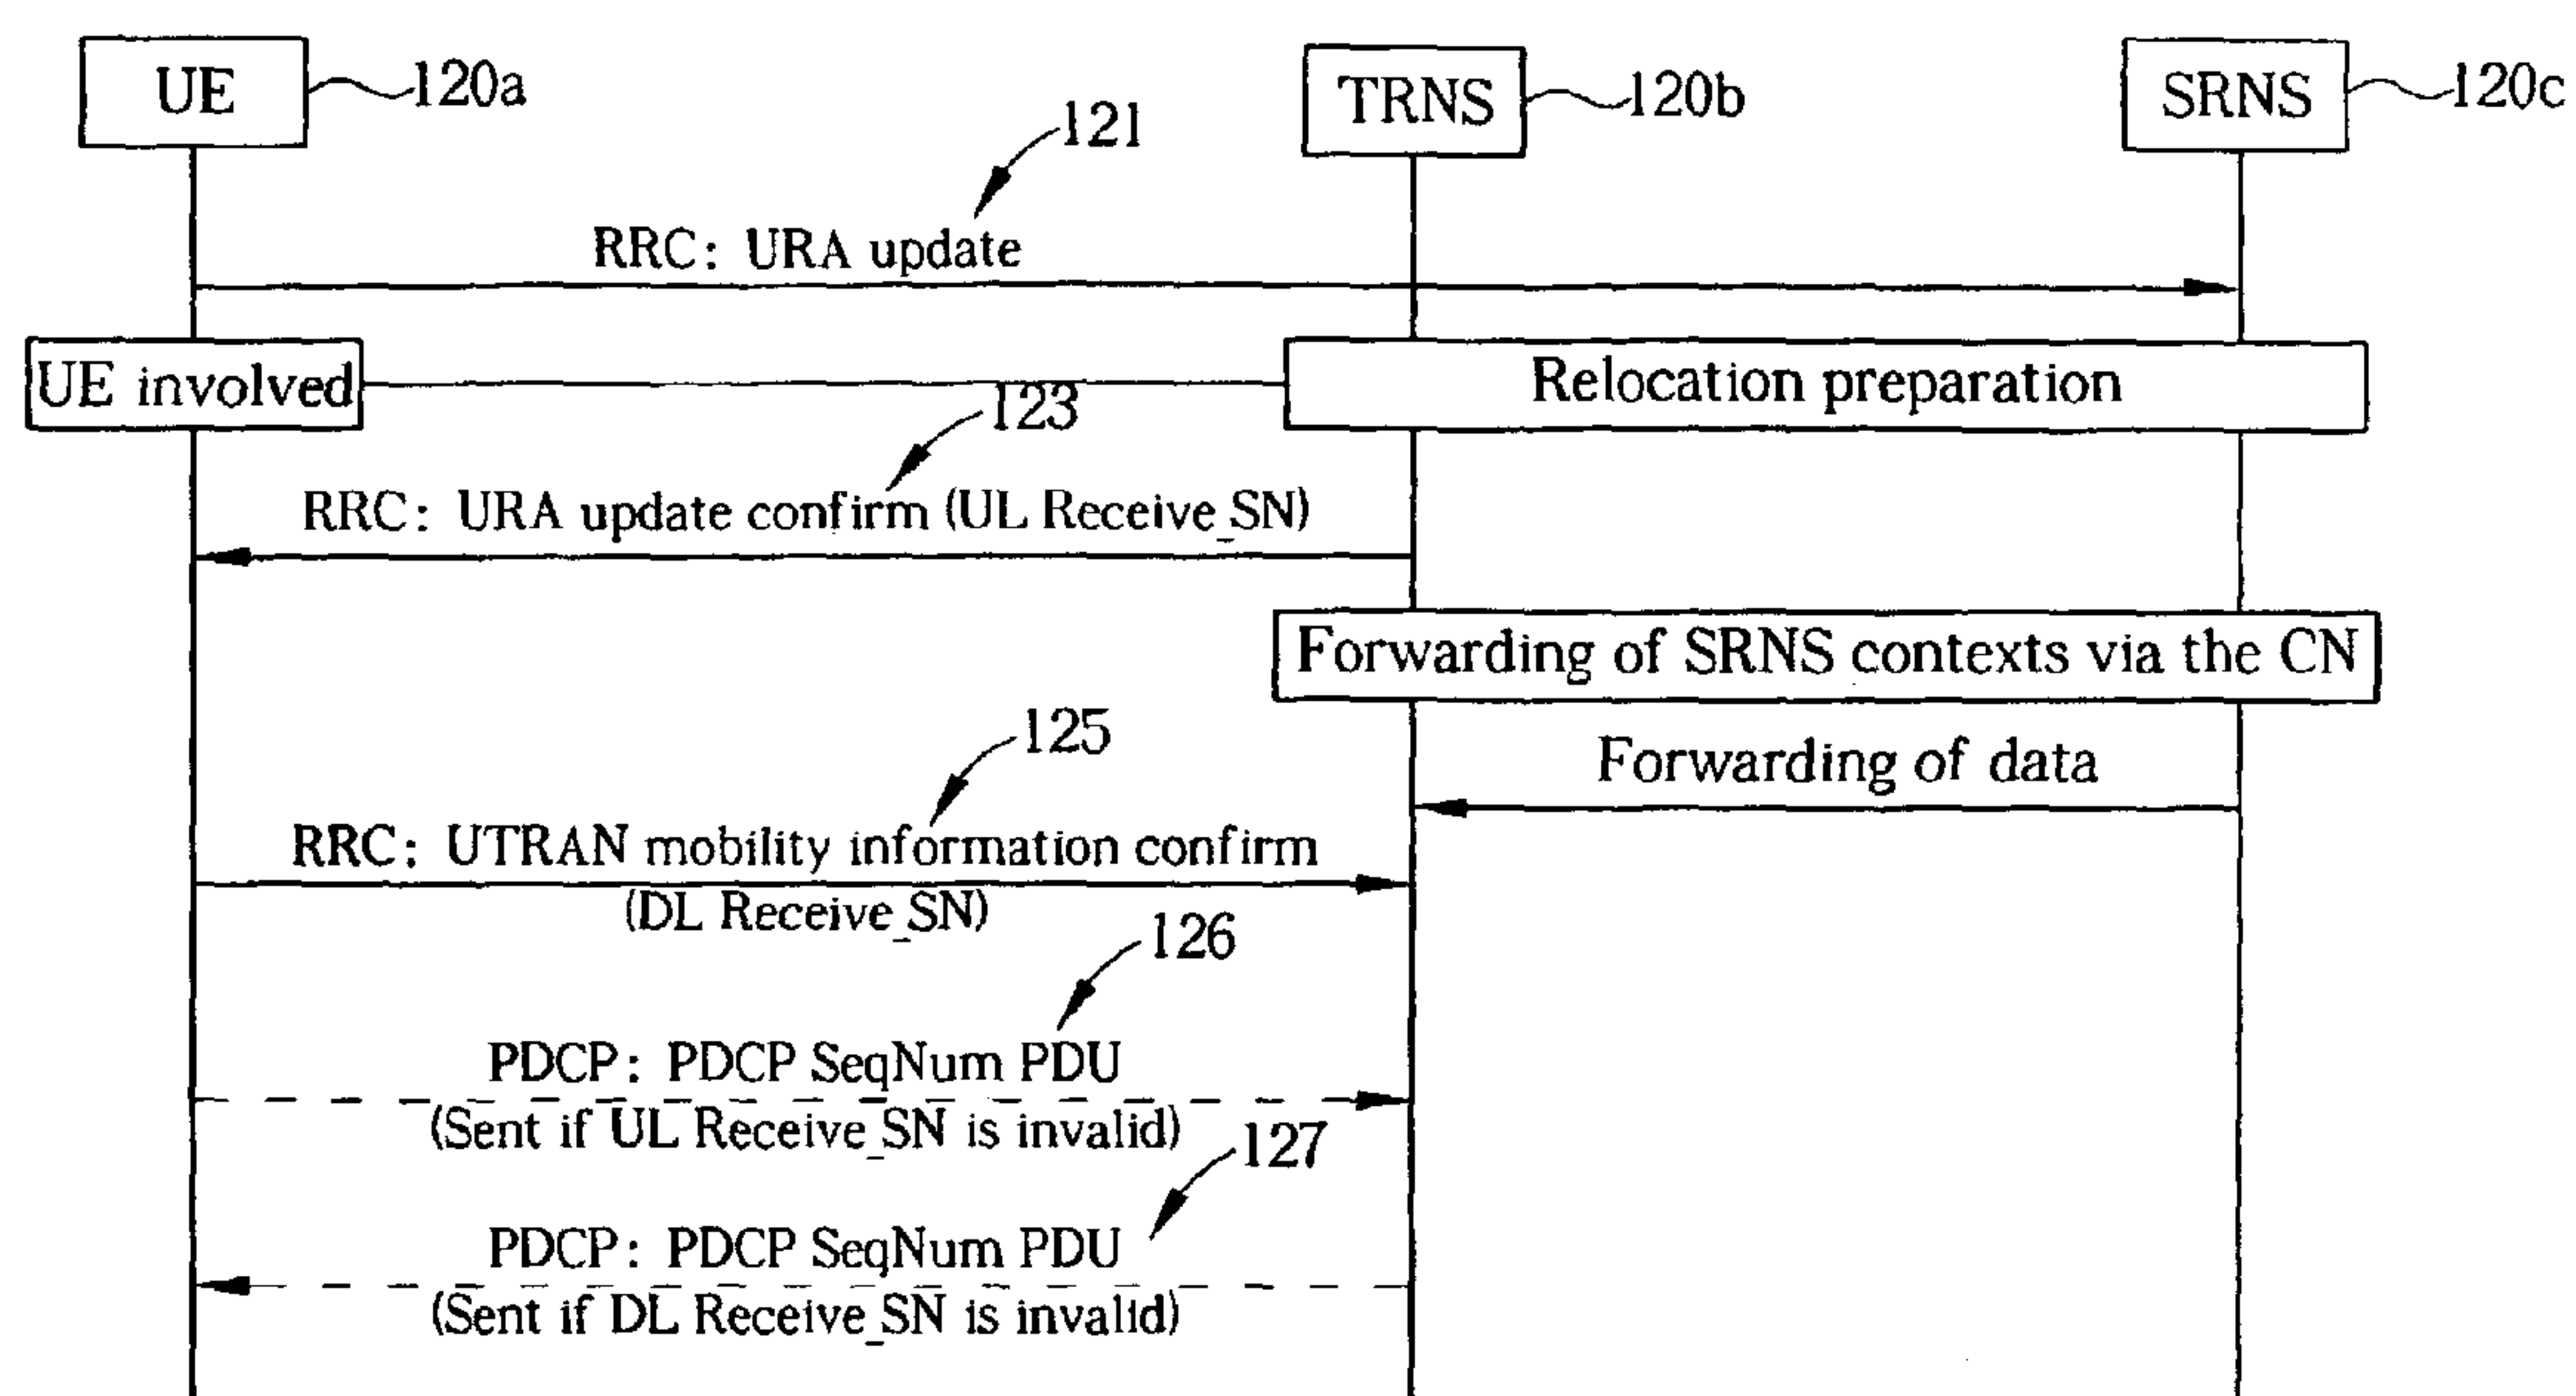 UE
120a
TRNS
120b
SRNS
120c
121
RRC: URA update
UE involved
Relocation preparation
123
RRC: URA update confirm (UL Receive_SN)
Forwarding of SRNS contexts via the CN
125
Forwarding of data
RRC: UTRAN mobility information confirm
(DL Receive_SN)
126
PDCP: PDCP SeqNum PDU
(Sent if UL Receive_SN is invalid)
127
PDCP: PDCP SeqNum PDU
(Sent if DL Receive_SN is invalid)